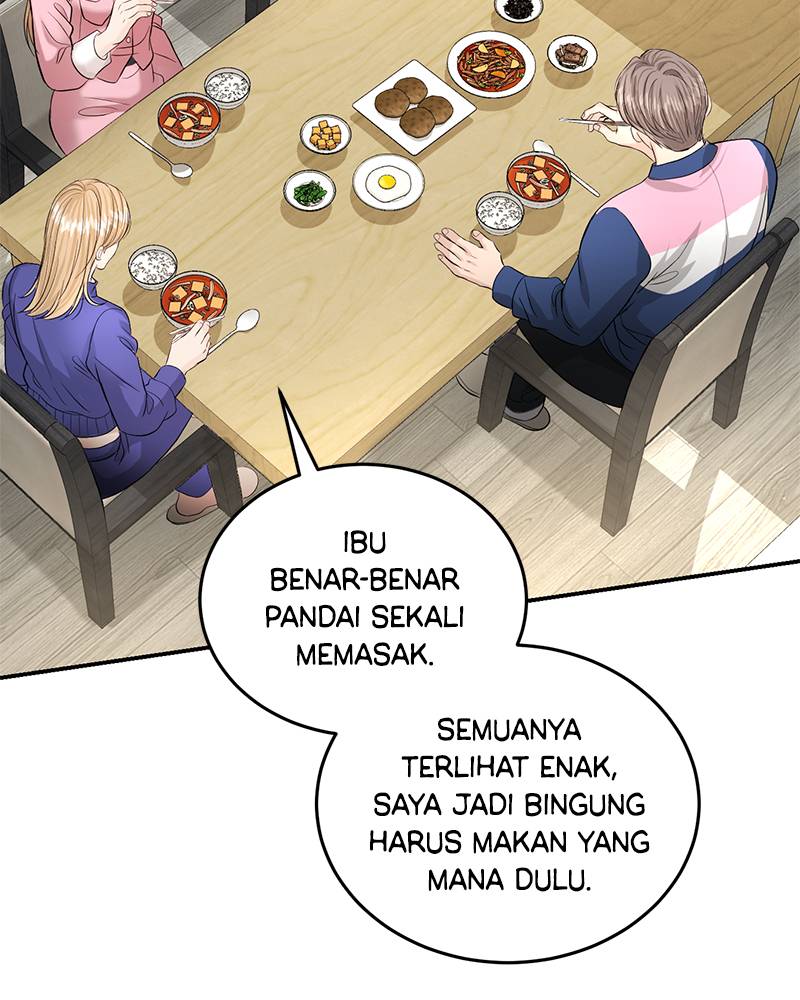 IBU
BENAR-BENAR
PANDAI SEKALI
MEMASAK.
SEMUANYA
TERLIHAT ENAK,
SAYA JADI BINGUNG
HARUS MAKAN YANG
MANA DULU.